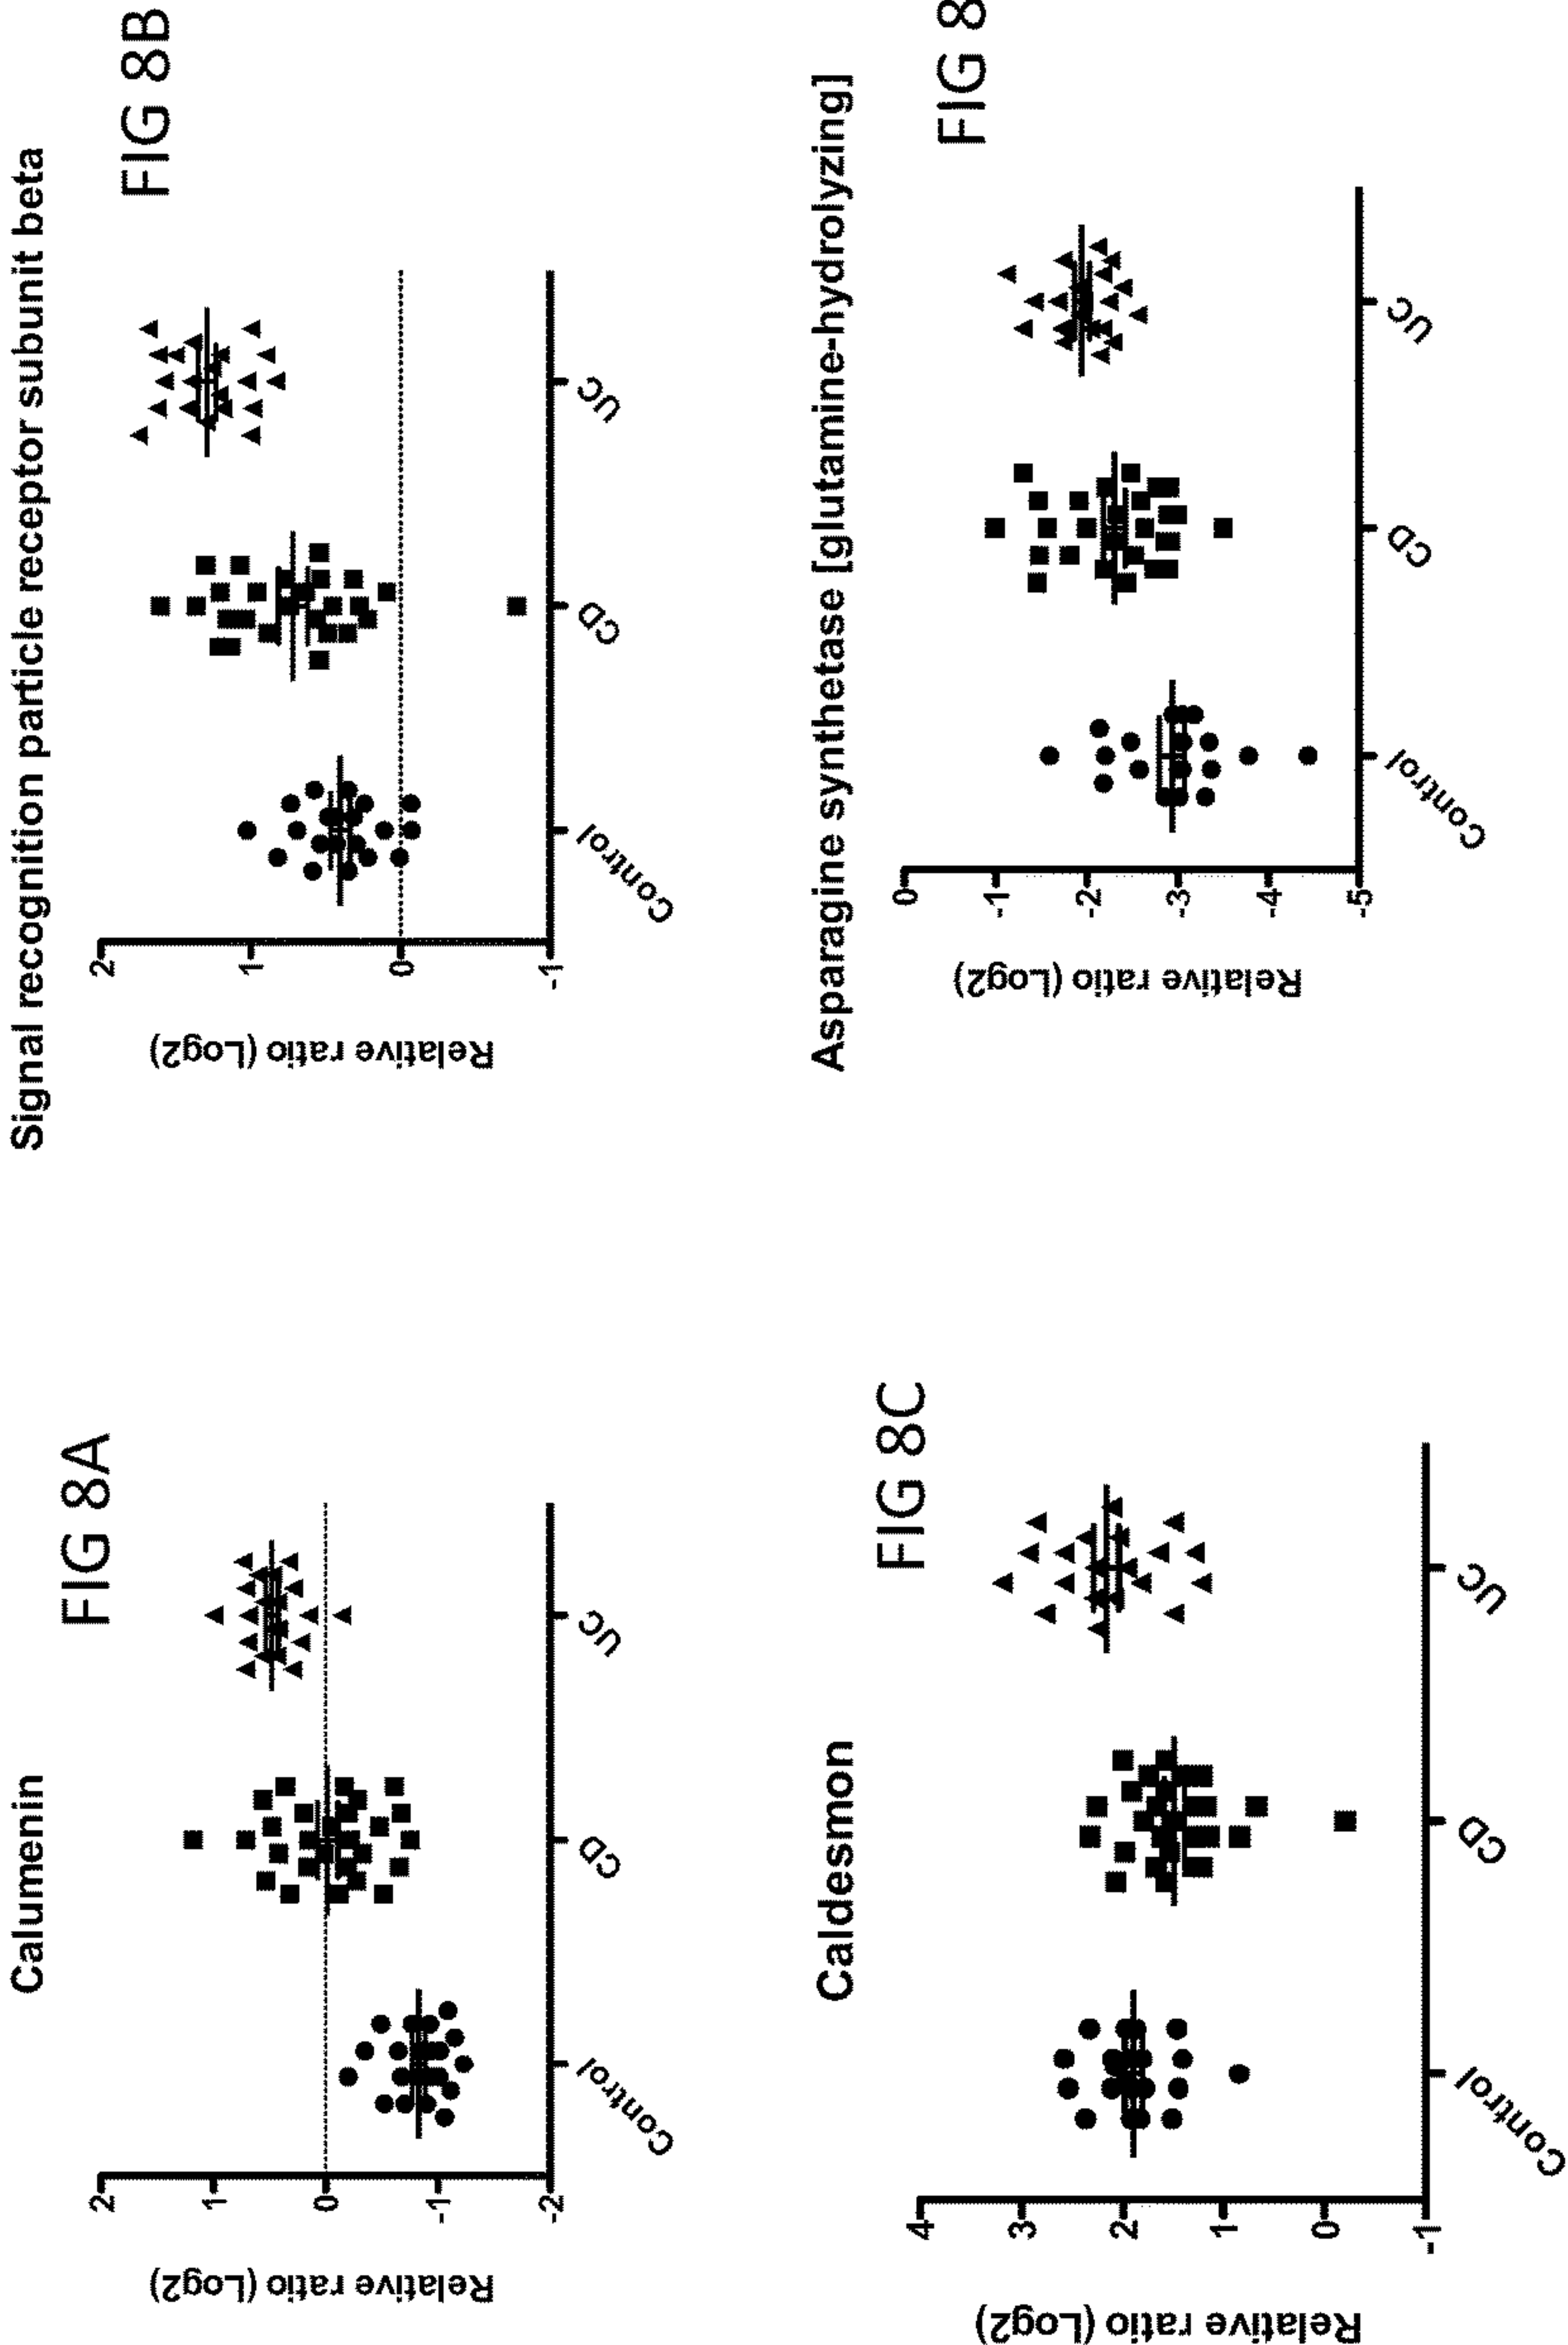 Calumenin
FIG 8A
Relative ratio (Log2)
2
1
0
-1
-2
Control
CD
UC
Signal recognition particle receptor subunit beta
FIG 8B
Relative ratio (Log2)
2
1
0
-1
Control
CD
UC
Caldesmon
FIG 8C
Relative ratio (Log2)
4
3
2
1
0
-1
Control
CD
UC
Asparagine synthetase [glutamine-hydrolyzing]
FIG 8
Relative ratio (Log2)
0
-1
-2
-3
-4
-5
Control
CD
UC